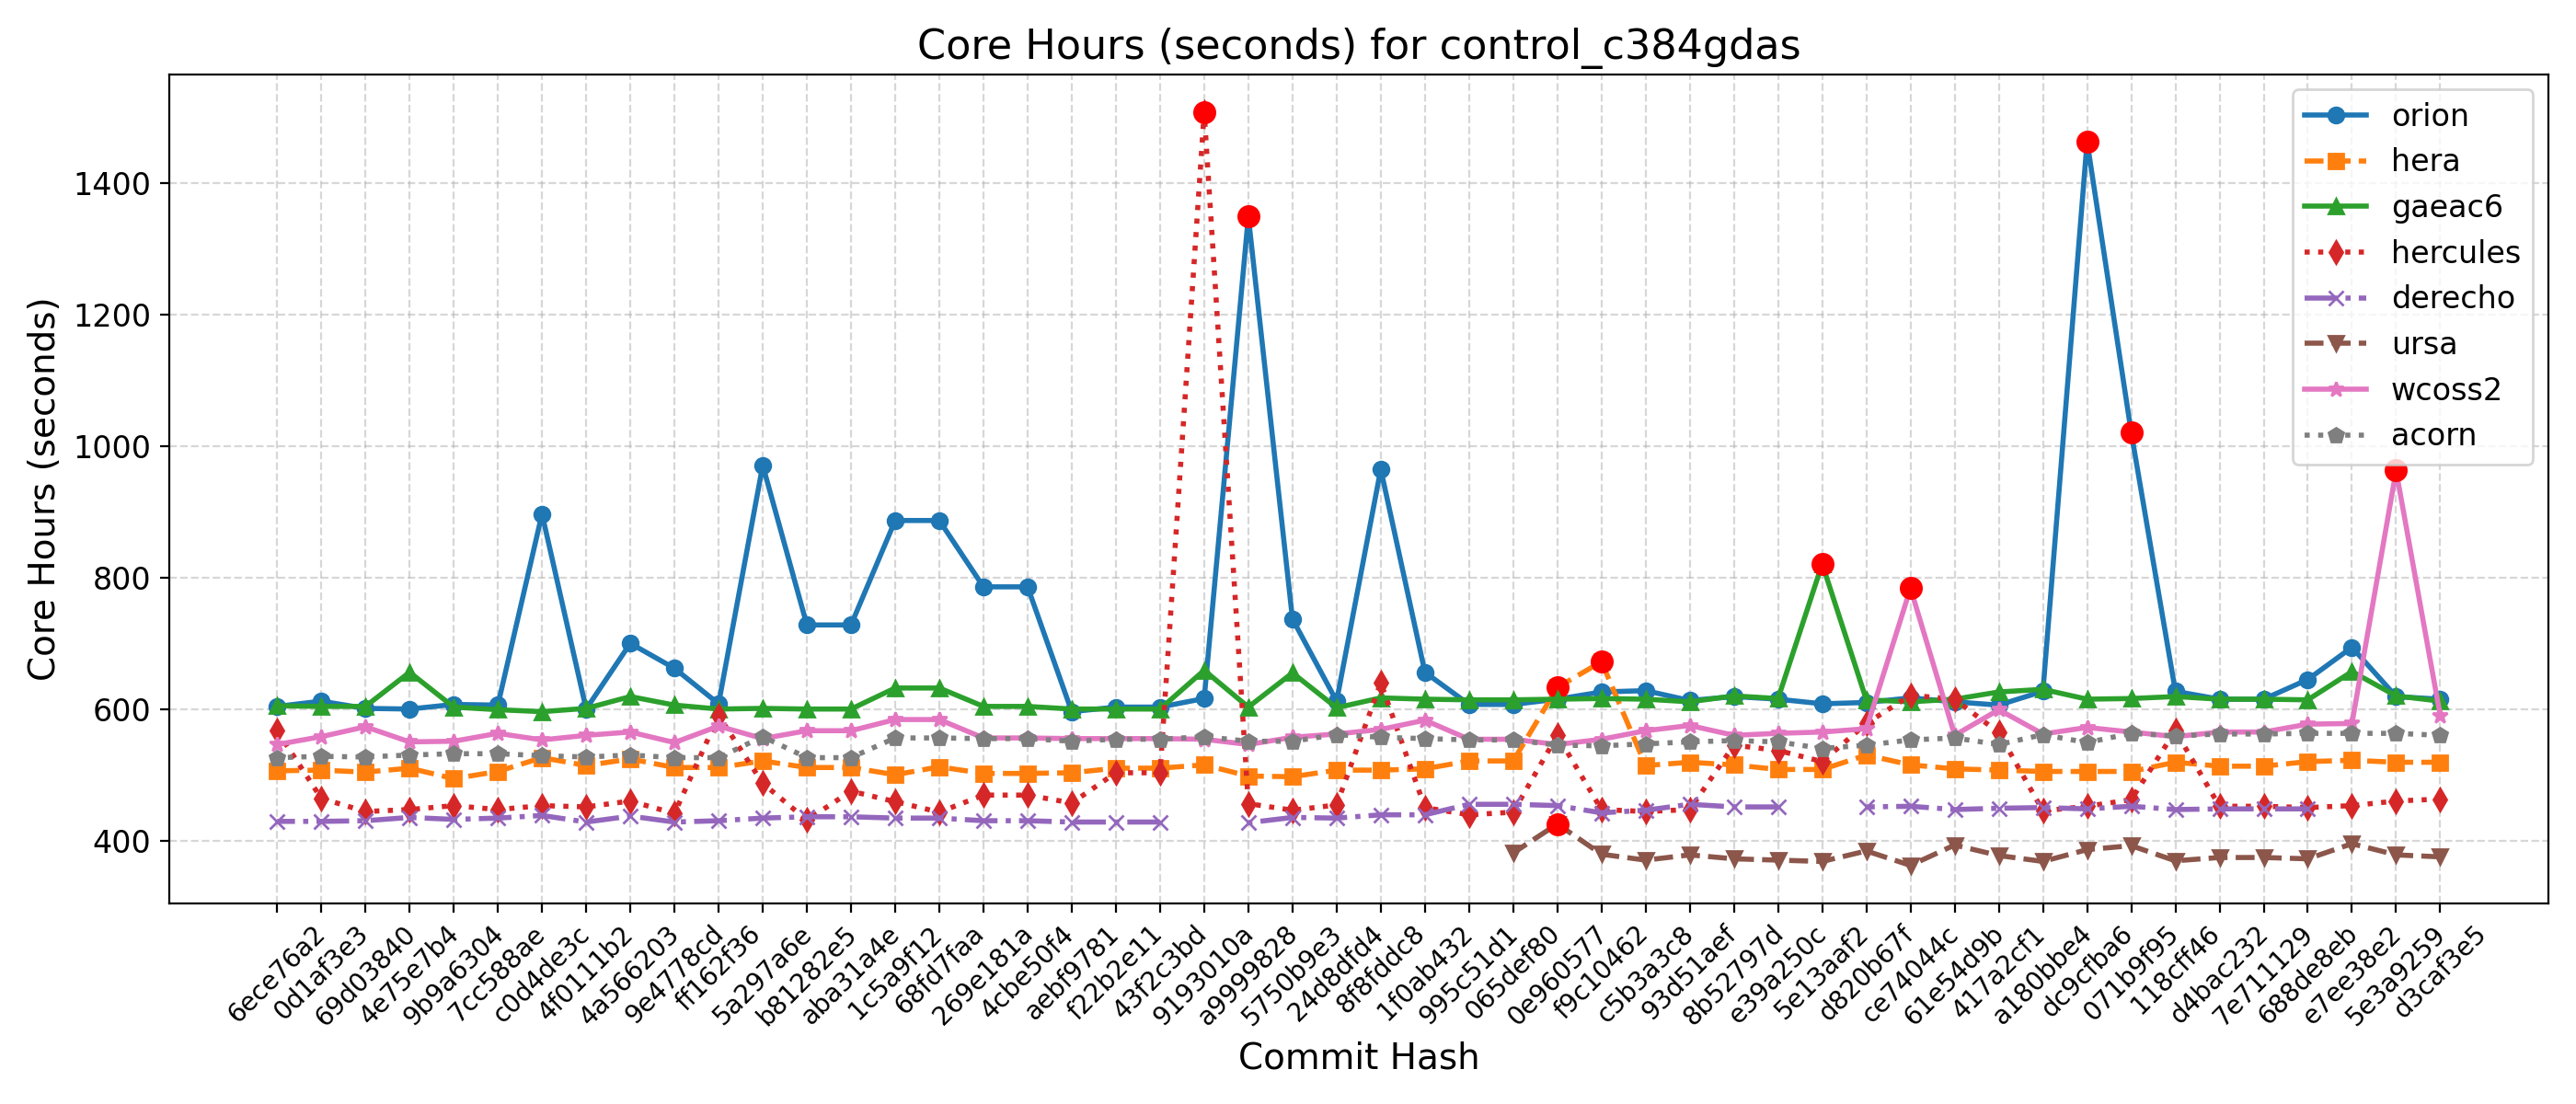 Core Hours (seconds) for control_c384gdas
Core Hours (seconds)
1400
1200
1000
800
600
400
orion
hera
gaeac6
hercules
derecho
ursa
wcoss2
acorn
6ece76a2
0d1af3e3
69d03840
4e75e7b4
9b9a6304
7cc588ae
c0d4de3c
4f0111b2
4a566203
9e4778cd
ff162f36
5a297a6e
b81282e5
aba31a4e
1c5a9f12
68fd7faa
269e181a
4cbe50f4
aebf9781
f22b2e11
43f2c3bd
9193010a
a9999828
5750b9e3
24d8dfd4
8f8fddc8
1f0ab432
995c51d1
065def80
0e960577
f9c10462
c5b3a3c8
93d51aef
8b52797d
e39a250c
5e13aaf2
d820b67f
ce74044c
61e54d9b
417a2cf1
a180bbe4
dc9cfba6
071b9f95
118cff46
d4bac232
7e711129
688de8eb
e7ee38e2
5e3a9259
d3caf3e5
Commit Hash